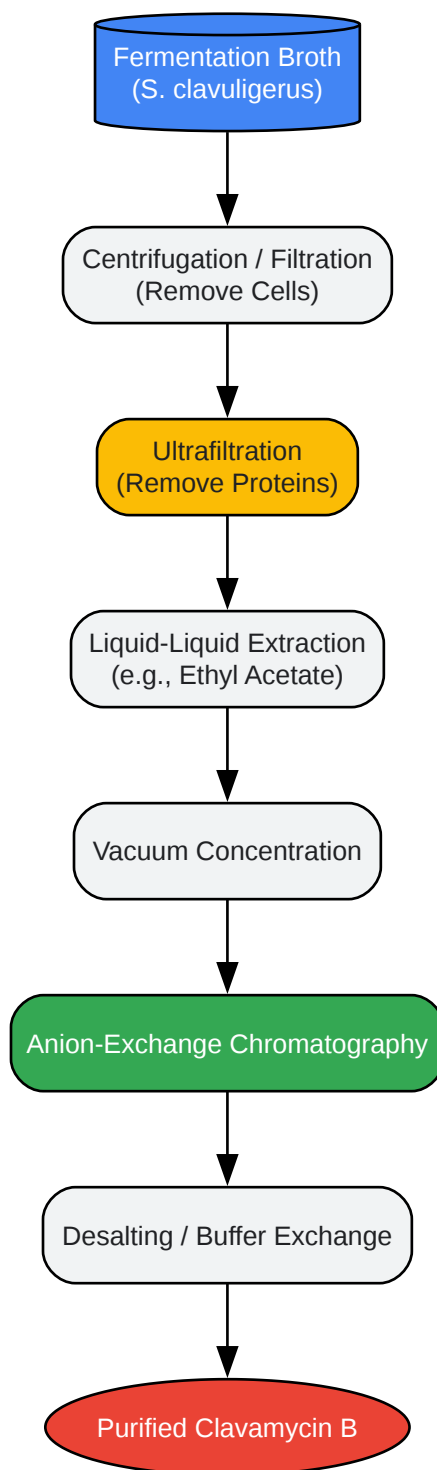 Fermentation Broth
(S. clavuligerus)
Centrifugation / Filtration
(Remove Cells)
Ultrafiltration
(Remove Proteins)
Liquid-Liquid Extraction
(e.g., Ethyl Acetate)
Vacuum Concentration
Anion-Exchange Chromatography
Desalting / Buffer Exchange
Purified Clavamycin B